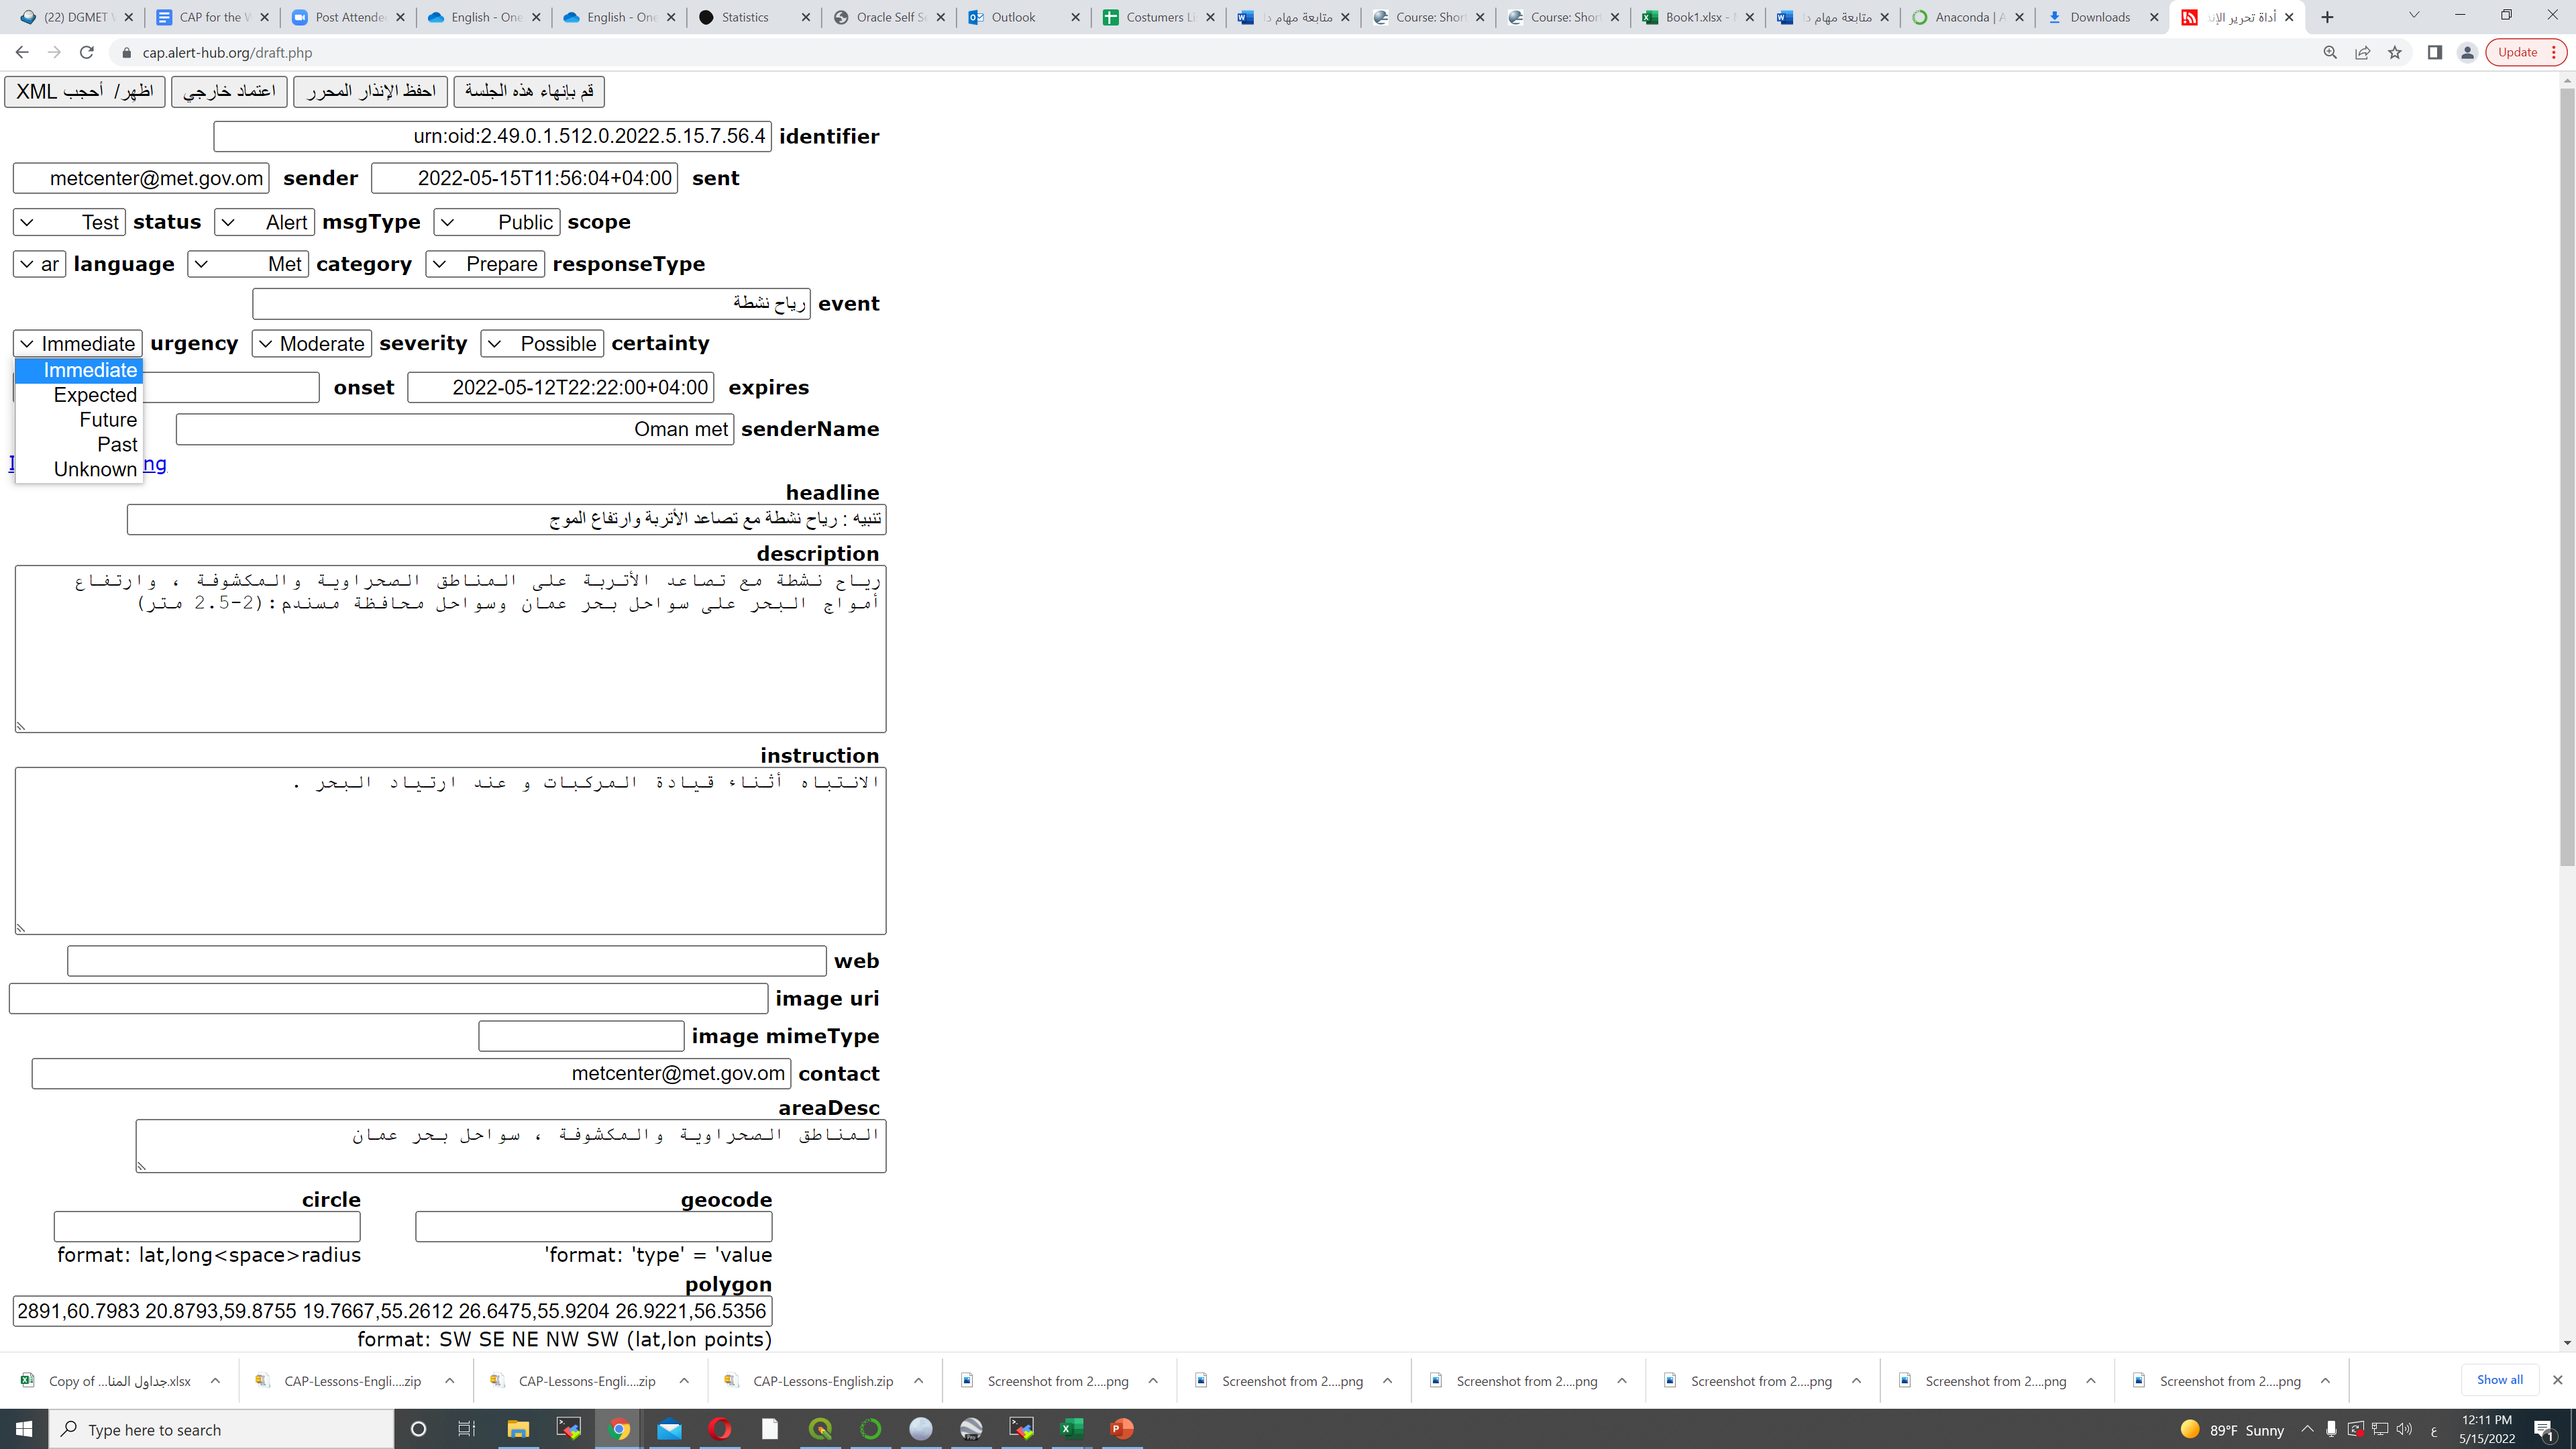 (22) DGMET
CAP for the
Post Attende
English - One
English - One
Statistics
Oracle Self
Outlook
متابعة مهام
Course: Shor
Course: Shor
Book1.xlsx
متابعة مهام
Anaconda
Downloads
أداة تحرير
cap.alert-hub.org/draft.php
Update
اظهر/ أحجب XML
اعتماد خارجي
احفظ الإنذار المحرر
قم بإنهاء هذه الجلسة
urn:oid:2.49.0.1.512.0.2022.5.15.7.56.4 identifier
metcenter@met.gov.om sender 2022-05-15T11:56:04+04:00 sent
Test status Alert msgType Public scope
ar language Met category Prepare responseType
رياح نشطة event
Immediate urgency Moderate severity Possible certainty
Immediate
Expected
Future
Past
Unknown
onset 2022-05-12T22:22:00+04:00 expires
Oman met senderName
ng
headline
تنبيه : رياح نشطة مع تصاعد الأتربة وارتفاع الموج
description
رياح نشطة مع تصاعد الأتربة على المناطق الصحراوية والمكشوفة ، وارتفاع
أمواج البحر على سواحل بحر عمان وسواحل محافظة مسندم:(2-2.5 متر)
instruction
الانتباه أثناء قيادة المركبات و عند ارتياد البحر .
web
image uri
image mimeType
metcenter@met.gov.om contact
areaDesc
المناطق الصحراوية والمكشوفة ، سواحل بحر عمان
circle geocode
format: lat,long<space>radius 'format: 'type' = 'value
polygon
2891,60.7983 20.8793,59.8755 19.7667,55.2612 26.6475,55.9204 26.9221,56.5356
format: SW SE NE NW SW (lat,lon points)
Copy of ...جداول المنا.xlsx
CAP-Lessons-Engli....zip
CAP-Lessons-Engli....zip
CAP-Lessons-English.zip
Screenshot from 2....png
Screenshot from 2....png
Screenshot from 2....png
Screenshot from 2....png
Screenshot from 2....png
Screenshot from 2....png
Show all
Type here to search
89°F Sunny
ع
12:11 PM
5/15/2022
1